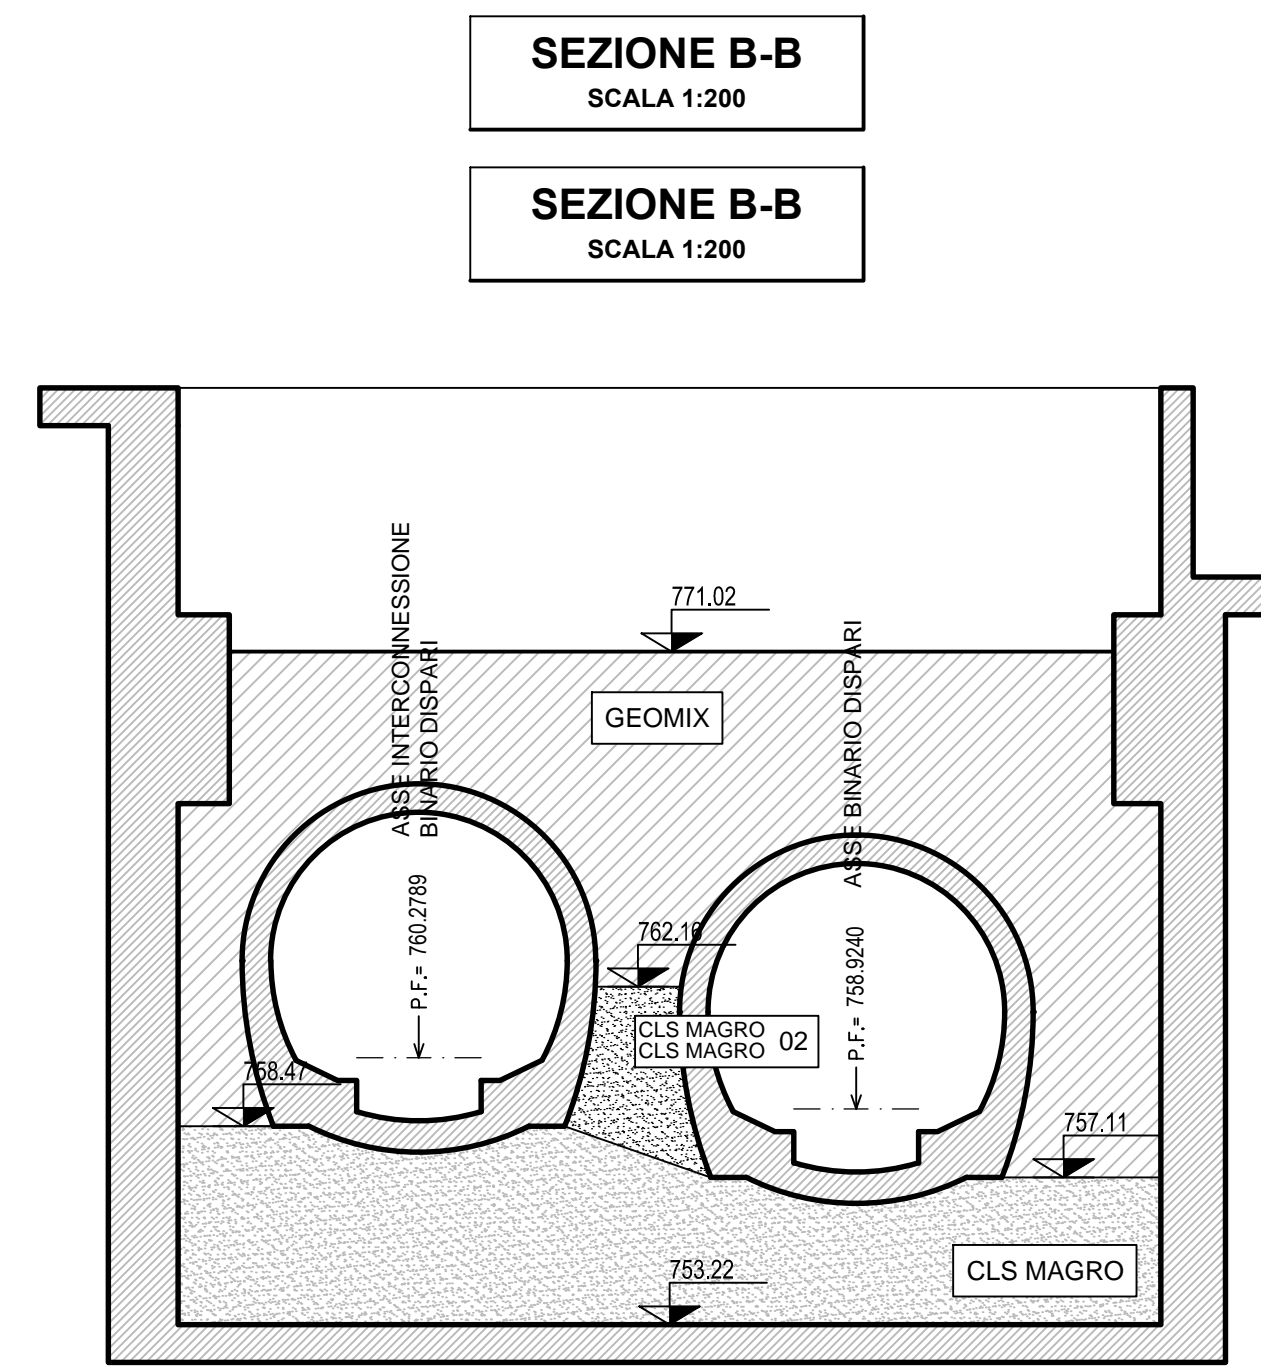 SEZIONE B-B
SCALA 1:200
SEZIONE B-B
SCALA 1:200
ASSE INTERCONNESSIONE
BINARIO DISPARI
771.02
ASSE BINARIO DISPARI
GEOMIX
P.F.= 760.2789
762.16
P.F.= 758.9240
CLS MAGRO
CLS MAGRO 02
758.47
757.11
753.22
CLS MAGRO